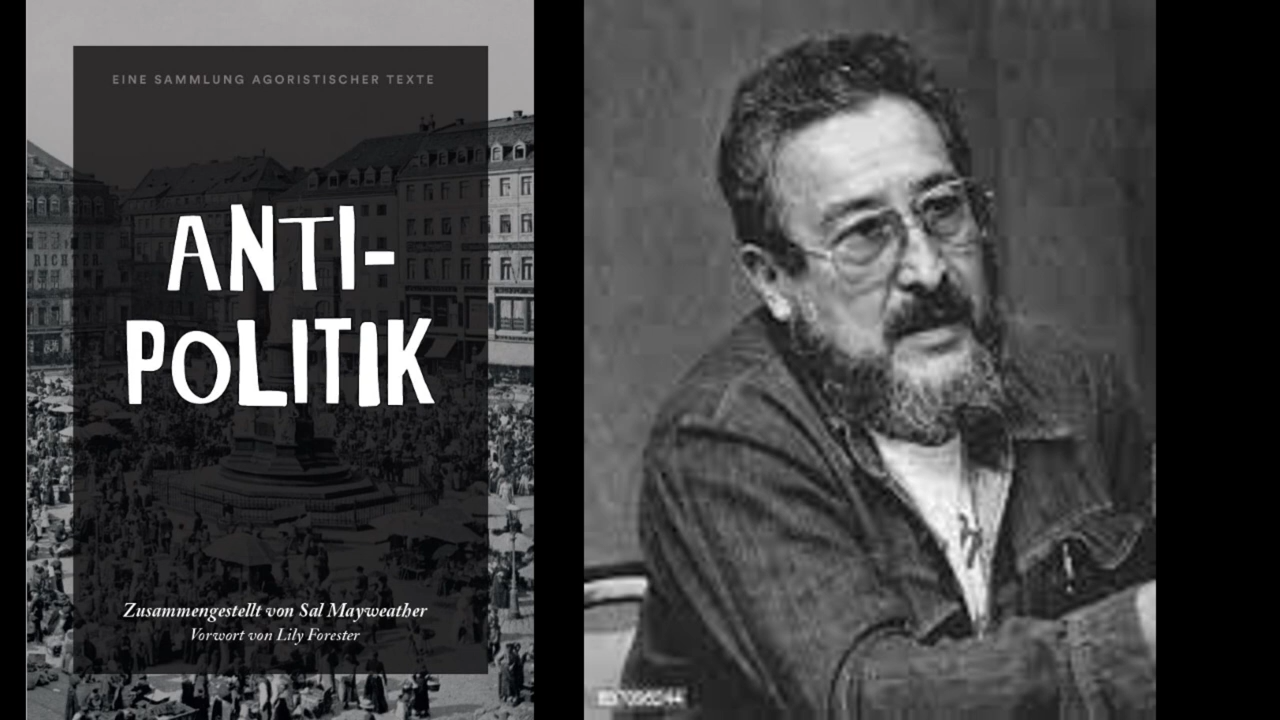 EINE SAMMLUNG AGORISTISCHER TEXTE
ANTI-
POLITIK
Zusammengestellt von Sal Mayweather
Vorwort von Lily Forester